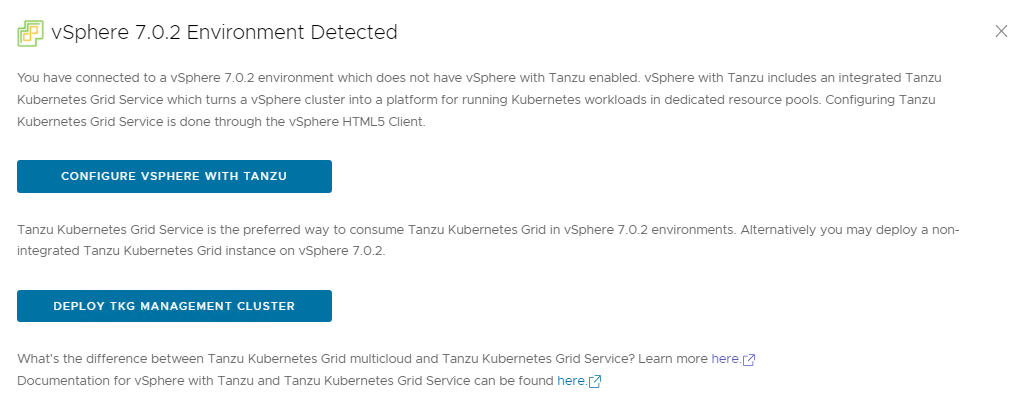 vSphere 7.0.2 Environment Detected
You have connected to a vSphere 7.0.2 environment which does not have vSphere with Tanzu enabled. vSphere with Tanzu includes an integrated Tanzu
Kubernetes Grid Service which turns a vSphere cluster into a platform for running Kubernetes workloads in dedicated resource pools. Configuring Tanzu
Kubernetes Grid Service is done through the vSphere HTML5 Client.
CONFIGURE VSPHERE WITH TANZU
Tanzu Kubernetes Grid Service is the preferred way to consume Tanzu Kubernetes Grid in vSphere 7.0.2 environments. Alternatively you may deploy a non-
integrated Tanzu Kubernetes Grid instance on vSphere 7.0.2.
DEPLOY TKG MANAGEMENT CLUSTER
What's the difference between Tanzu Kubernetes Grid multicloud and Tanzu Kubernetes Grid Service? Learn more here.
Documentation for vSphere with Tanzu and Tanzu Kubernetes Grid Service can be found here.